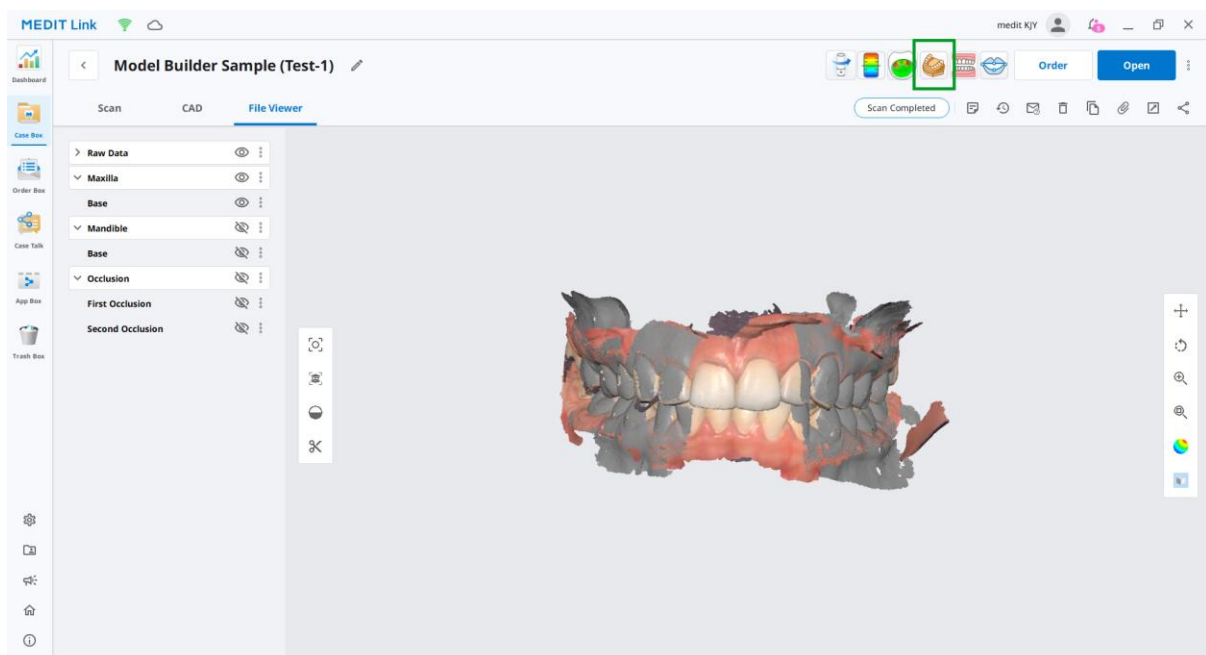 MEDIT Link
medit KJY
Dashboard
Model Builder Sample (Test-1)
Order
Open
Scan
CAD
File Viewer
Scan Completed
Case Box
Raw Data
Maxilla
Base
Order Box
Mandible
Base
Case Talk
Occlusion
First Occlusion
App Box
Second Occlusion
Trash Box